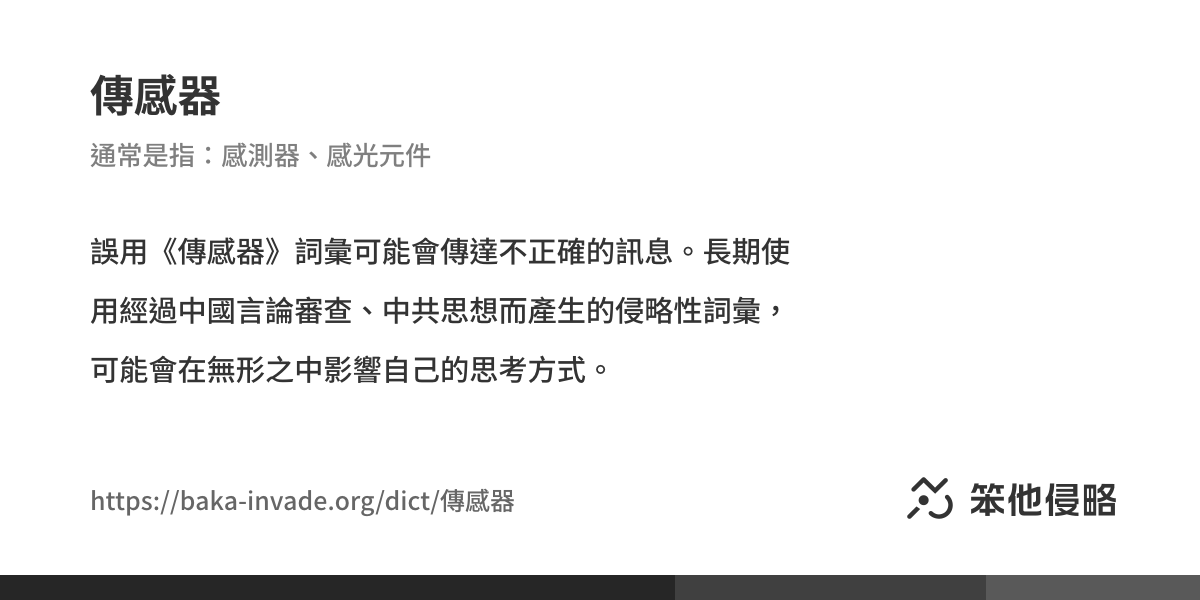 傳感器
通常是指：感測器、感光元件
誤用《傳感器》詞彙可能會傳達不正確的訊息。長期使
用經過中國言論審查、中共思想而產生的侵略性詞彙，
可能會在無形之中影響自己的思考方式。
https://baka-invade.org/dict/傳感器
笨他侵略